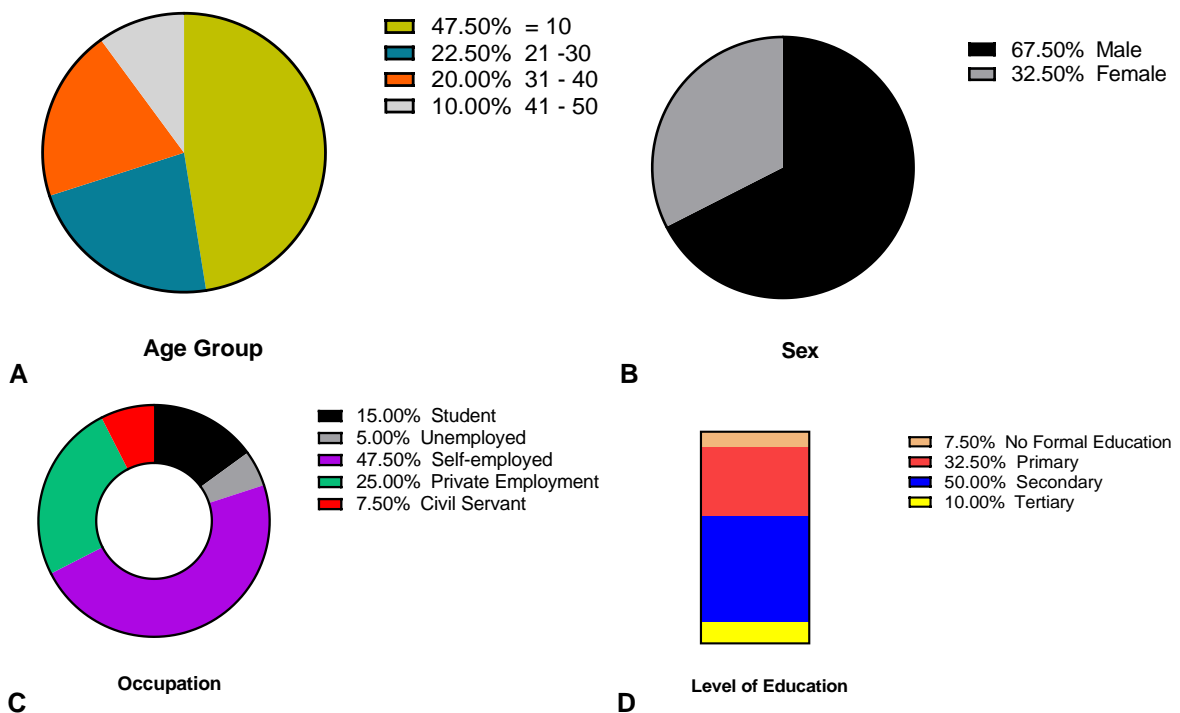 47.50% = 10
22.50% 21 -30
20.00% 31 - 40
10.00% 41 - 50
Age Group
A
67.50% Male
32.50% Female
Sex
B
15.00% Student
5.00% Unemployed
47.50% Self-employed
25.00% Private Employment
7.50% Civil Servant
Occupation
C
7.50% No Formal Education
32.50% Primary
50.00% Secondary
10.00% Tertiary
Level of Education
D